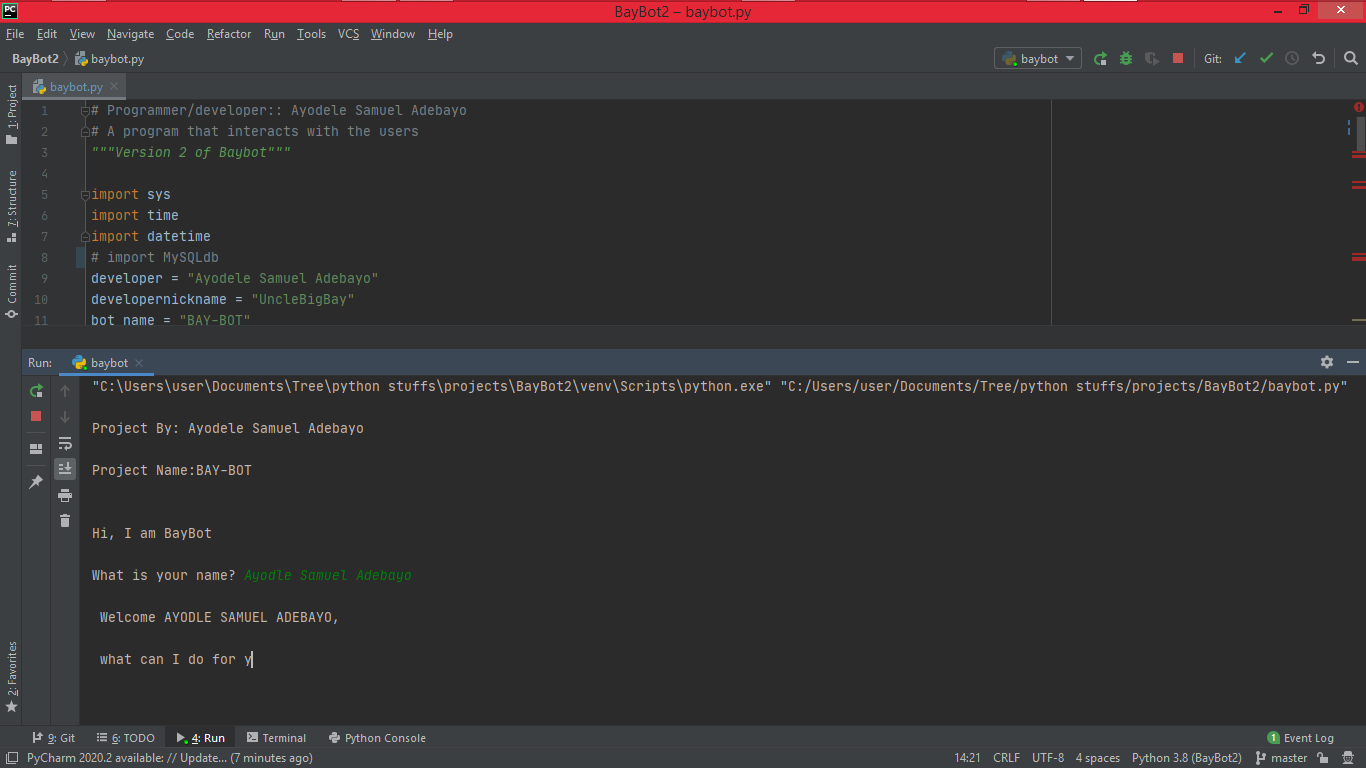 PC
BayBot2 – baybot.py
File Edit View Navigate Code Refactor Run Tools VCS Window Help
BayBot2 baybot.py baybot Git:
baybot.py
1: Project
7: Structure
Commit
2: Favorites
1 # Programmer/developer:: Ayodele Samuel Adebayo
2 # A program that interacts with the users
3 """Version 2 of Baybot"""
4
5 import sys
6 import time
7 import datetime
8 # import MySQLdb
9 developer = "Ayodele Samuel Adebayo"
10 developernickname = "UncleBigBay"
11 bot_name = "BAY-BOT"
Run: baybot
"C:\Users\user\Documents\Tree\python stuffs\projects\BayBot2\venv\Scripts\python.exe" "C:/Users/user/Documents/Tree/python stuffs/projects/BayBot2/baybot.py"
Project By: Ayodele Samuel Adebayo
Project Name:BAY-BOT
Hi, I am BayBot
What is your name? Ayodle Samuel Adebayo
Welcome AYODLE SAMUEL ADEBAYO,
what can I do for y
9: Git 6: TODO 4: Run Terminal Python Console 1 Event Log
PyCharm 2020.2 available: // Update... (7 minutes ago) 14:21 CRLF UTF-8 4 spaces Python 3.8 (BayBot2) master